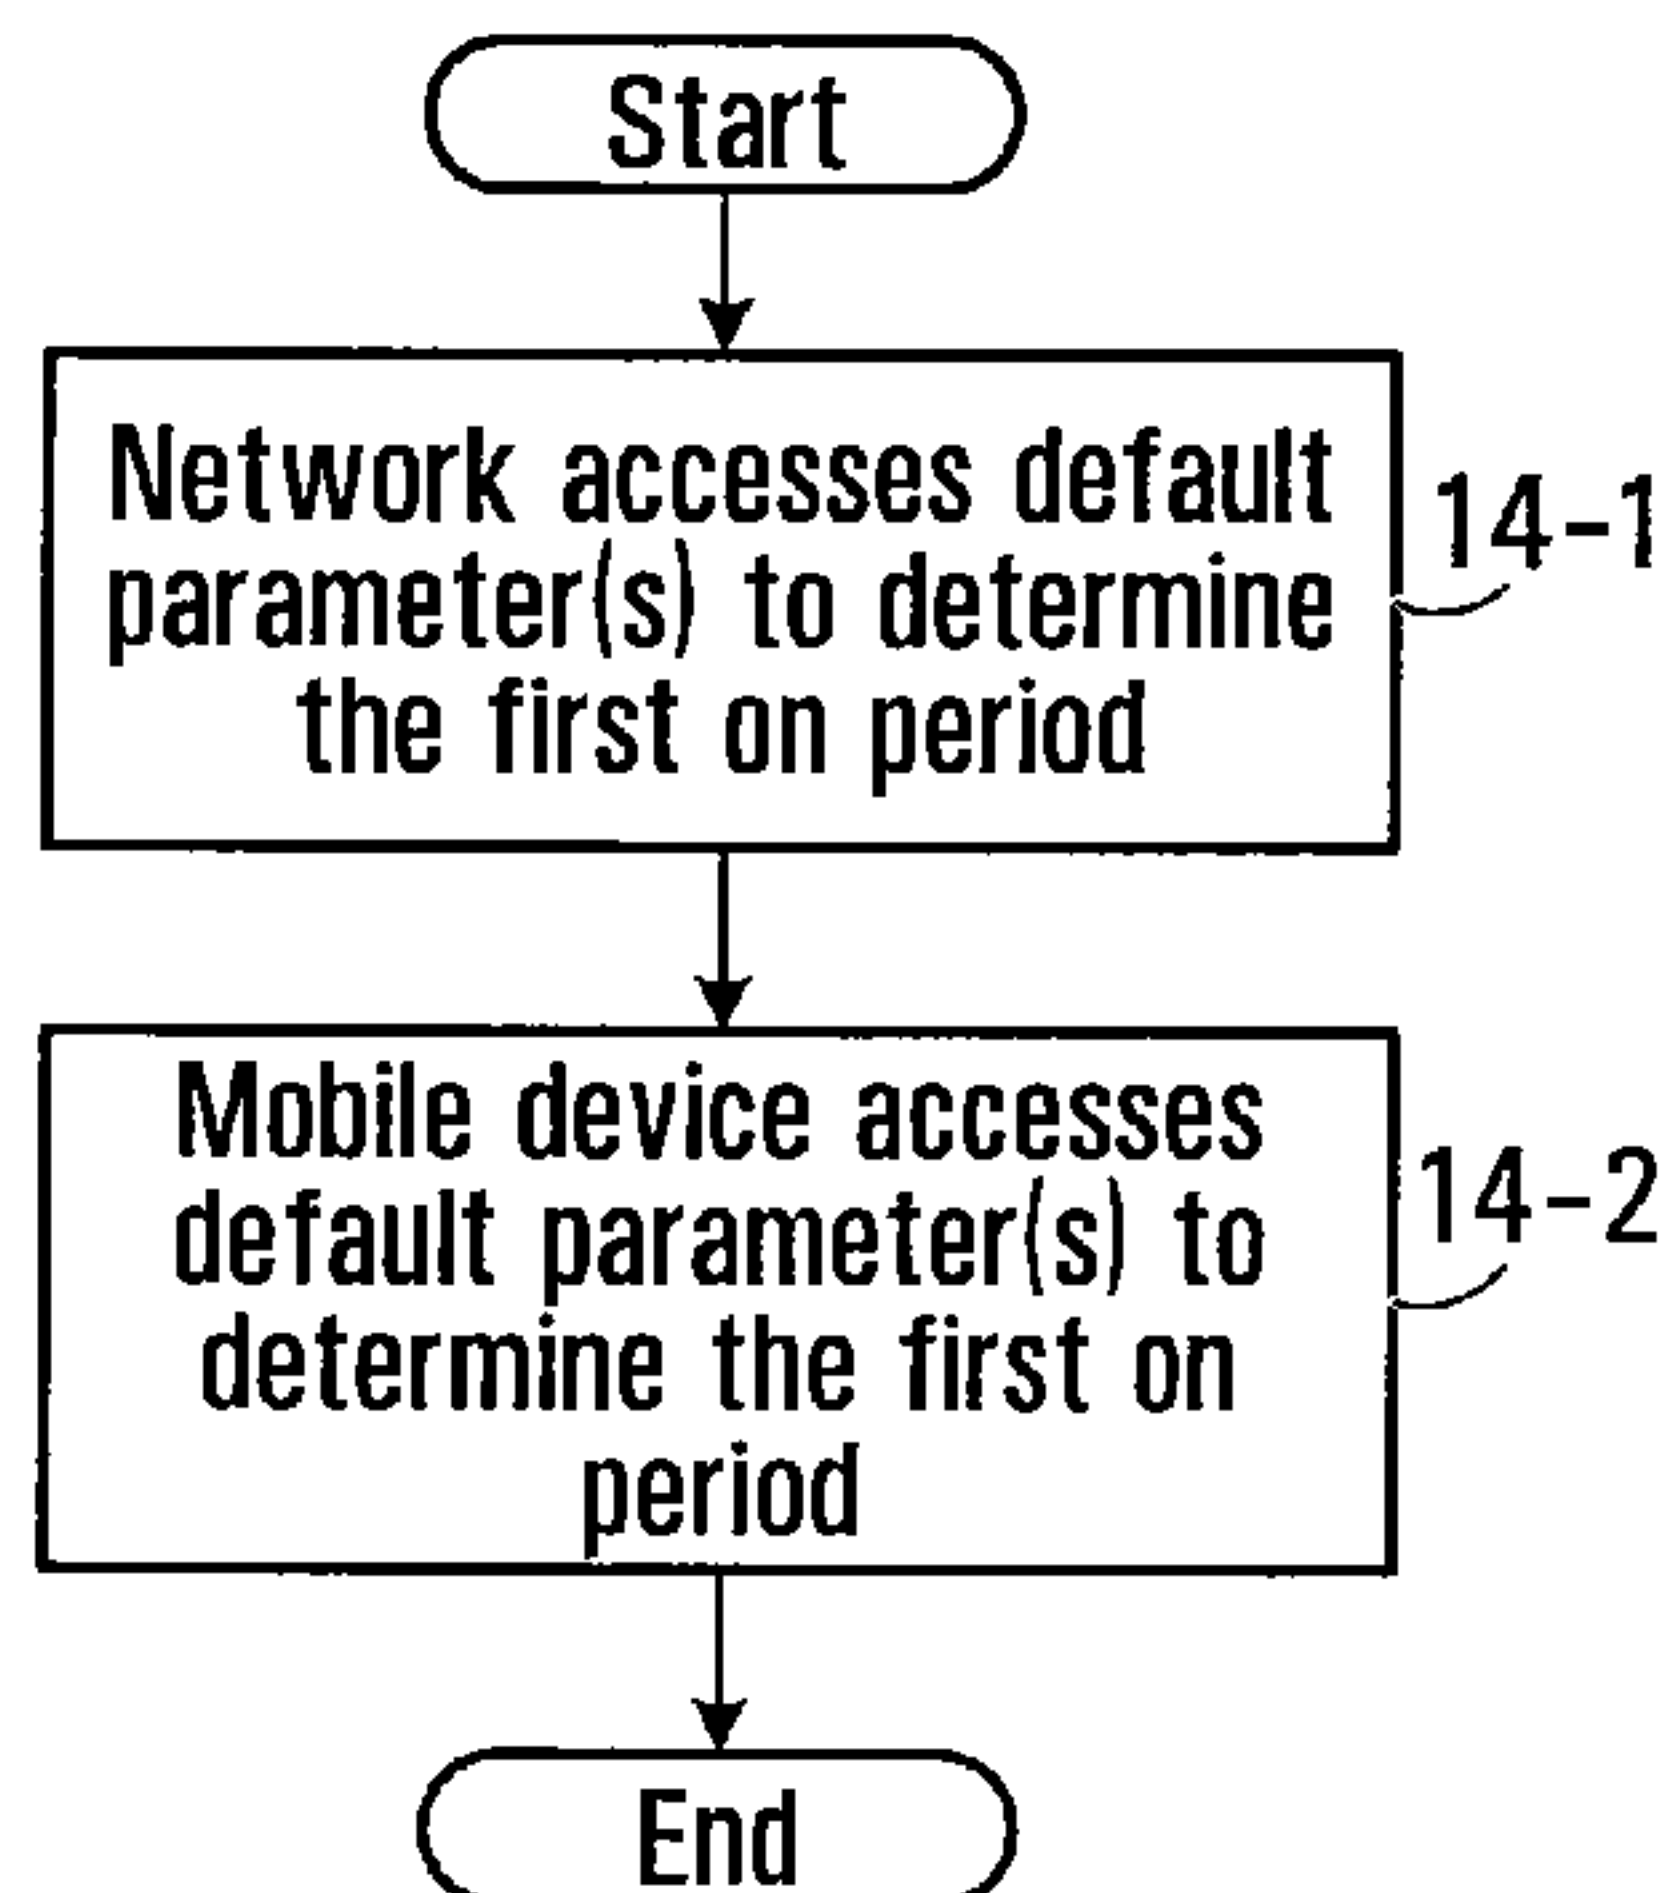 Start
Network accesses default
parameter(s) to determine
the first on period
14-1
Mobile device accesses
default parameter(s) to
determine the first on
period
14-2
End